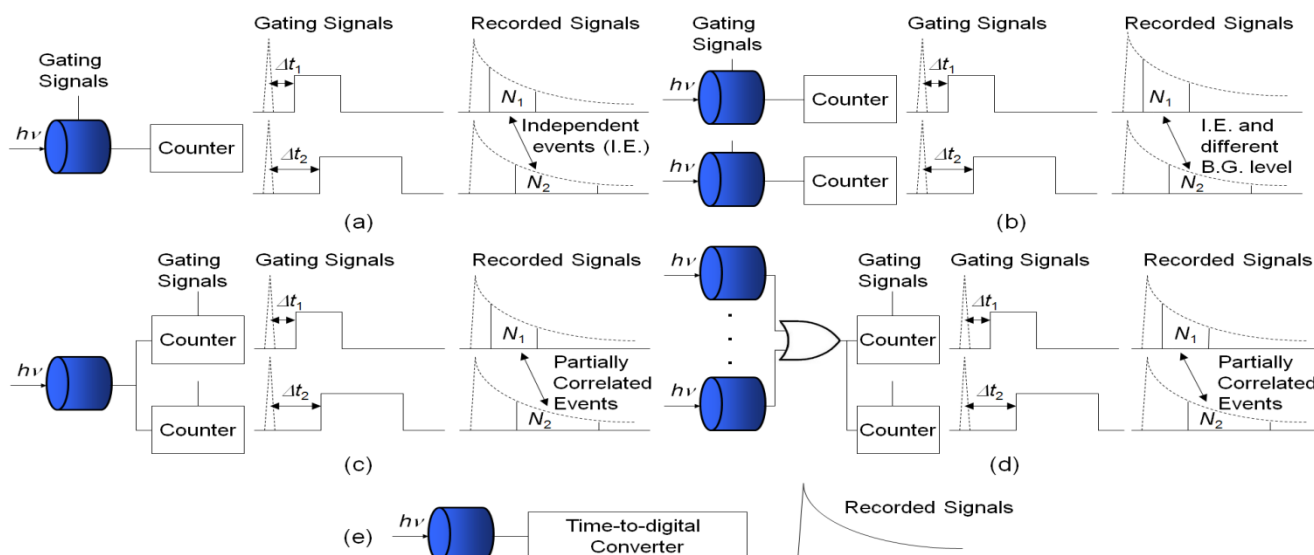 Gating Signals
Recorded Signals
Gating
Signals
hν
Counter
Δt1
N1
Independent
events (I.E.)
Δt2
N2
(a)
Gating
Signals
Gating Signals
Recorded Signals
hν
Counter
hν
Counter
Δt1
N1
I.E. and
different
B.G. level
Δt2
N2
(b)
Gating
Signals
Gating Signals
Recorded Signals
Counter
hν
Counter
Δt1
N1
Partially
Correlated
Events
Δt2
N2
(c)
hν
hν
Gating
Signals
Gating Signals
Recorded Signals
Counter
Counter
Δt1
N1
Partially
Correlated
Events
Δt2
N2
(d)
(e)
hν
Time-to-digital
Converter
Recorded Signals